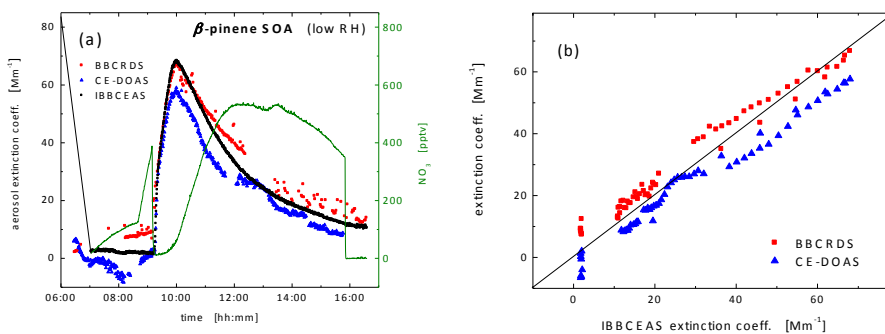 (a)
β-pinene SOA (low RH)
BBCRDS
CE-DOAS
IBBCEAS
80
60
40
20
0
aerosol extinction coeff. [Mm⁻¹]
800
600
400
200
0
NO₃ [pptv]
06:00 08:00 10:00 12:00 14:00 16:00
time [hh:mm]
(b)
60
40
20
0
extinction coeff. [Mm⁻¹]
BBCRDS
CE-DOAS
0 20 40 60
IBBCEAS extinction coeff. [Mm⁻¹]